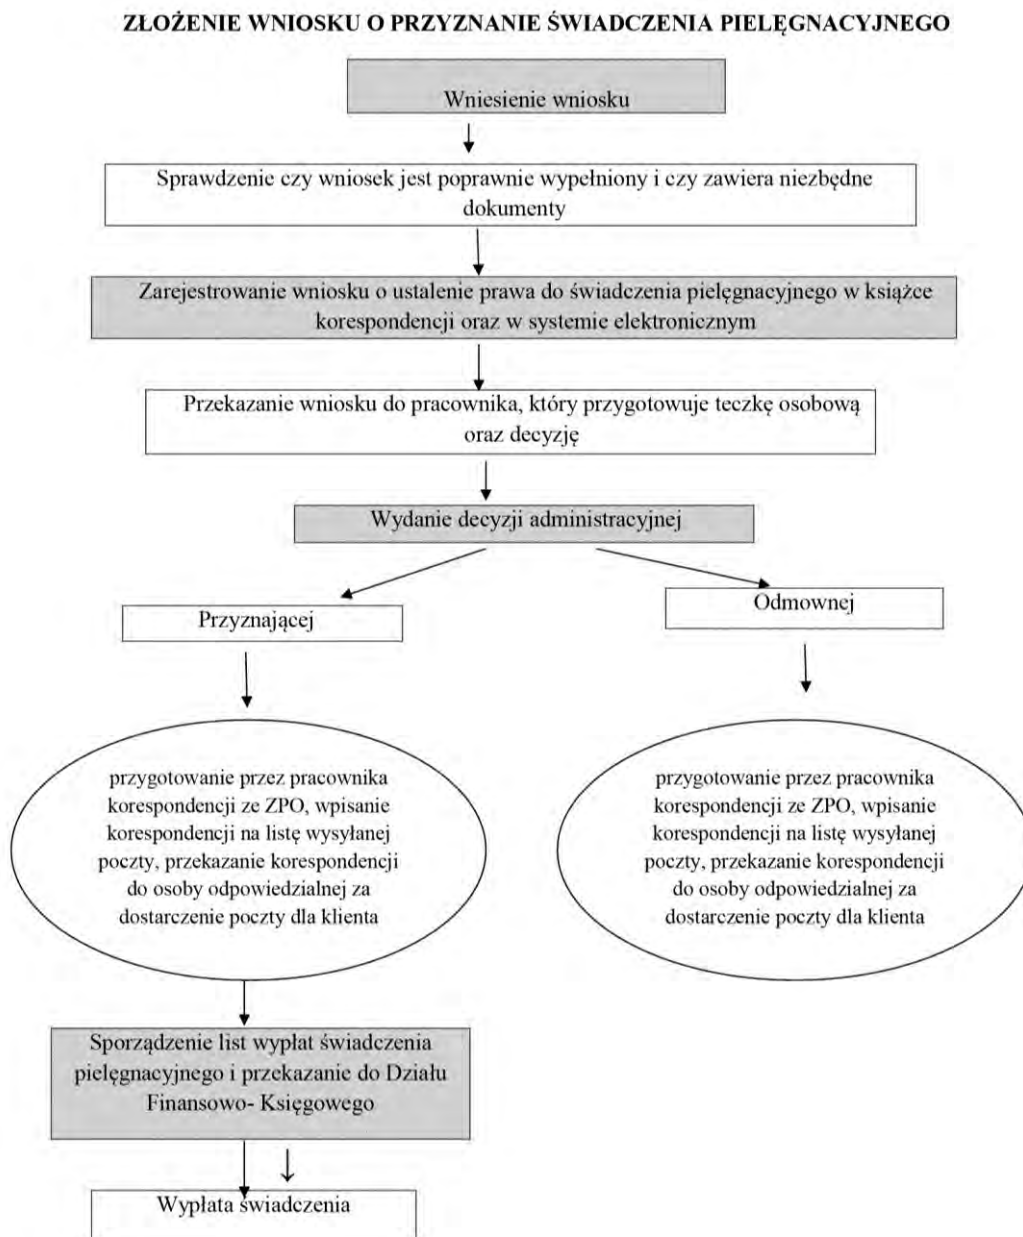 ZŁOŻENIE WNIOSKU O PRZYZNANIE ŚWIADCZENIA PIELĘGNACYJNEGO
Wniesienie wniosku
Sprawdzenie czy wniosek jest poprawnie wypełniony i czy zawiera niezbędne
dokumenty
Zarejestrowanie wniosku o ustalenie prawa do świadczenia pielęgnacyjnego w książce
korespondencji oraz w systemie elektronicznym
Przekazanie wniosku do pracownika, który przygotowuje teczkę osobową
oraz decyzję
Wydanie decyzji administracyjnej
Przyznającej
Odmownej
przygotowanie przez pracownika
korespondencji ze ZPO, wpisanie
korespondencji na listę wysyłanej
poczty, przekazanie korespondencji
do osoby odpowiedzialnej za
dostarczenie poczty dla klienta
przygotowanie przez pracownika
korespondencji ze ZPO, wpisanie
korespondencji na listę wysyłanej
poczty, przekazanie korespondencji
do osoby odpowiedzialnej za
dostarczenie poczty dla klienta
Sporządzenie list wypłat świadczenia
pielęgnacyjnego i przekazanie do Działu
Finansowo- Księgowego
Wypłata świadczenia